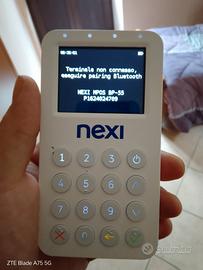 Terminale non connesso,
eseguire pairing Bluetooth
NEXI MPOS BP-55
P1624024709
nexi
1 2 3
4 5 6
7 8 9
0
ZTE Blade A75 5G
subito